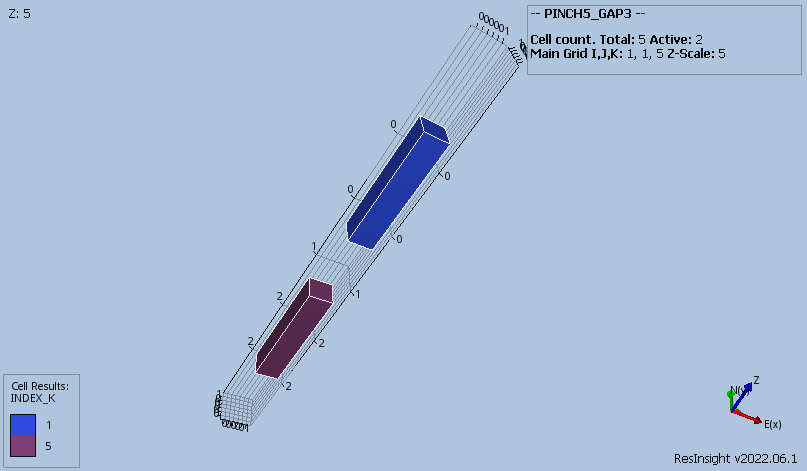 Z: 5
-- PINCH5_GAP3 --
Cell count. Total: 5 Active: 2
Main Grid I,J,K: 1, 1, 5 Z-Scale: 5
0
0
0
0
1
1
2
2
2
2
Cell Results:
INDEX_K
1
5
Z
E(x)
ResInsight v2022.06.1